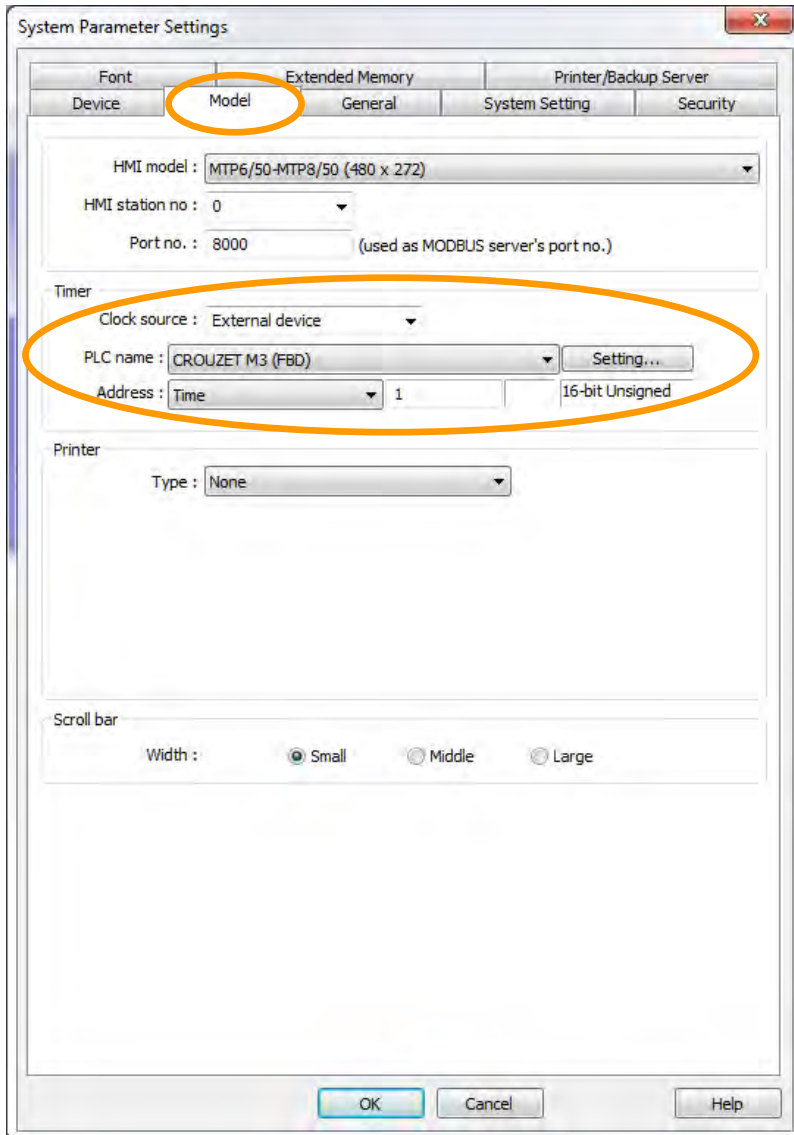 System Parameter Settings
Font Extended Memory Printer/Backup Server
Device Model General System Setting Security
HMI model : MTP6/50-MTP8/50 (480 x 272)
HMI station no : 0
Port no. : 8000 (used as MODBUS server's port no.)
Timer
Clock source : External device
PLC name : CROUZET M3 (FBD) Setting...
Address : Time 1 16-bit Unsigned
Printer
Type : None
Scroll bar
Width : Small Middle Large
OK Cancel Help